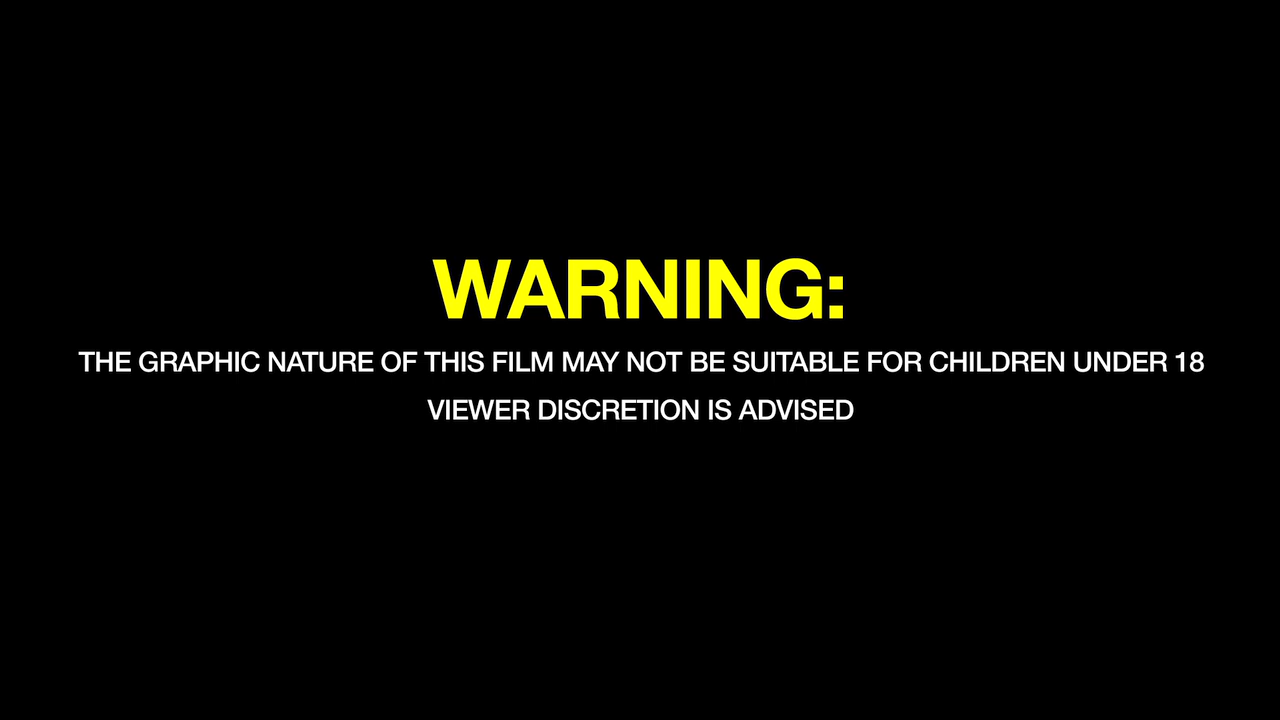 WARNING:
THE GRAPHIC NATURE OF THIS FILM MAY NOT BE SUITABLE FOR CHILDREN UNDER 18
VIEWER DISCRETION IS ADVISED